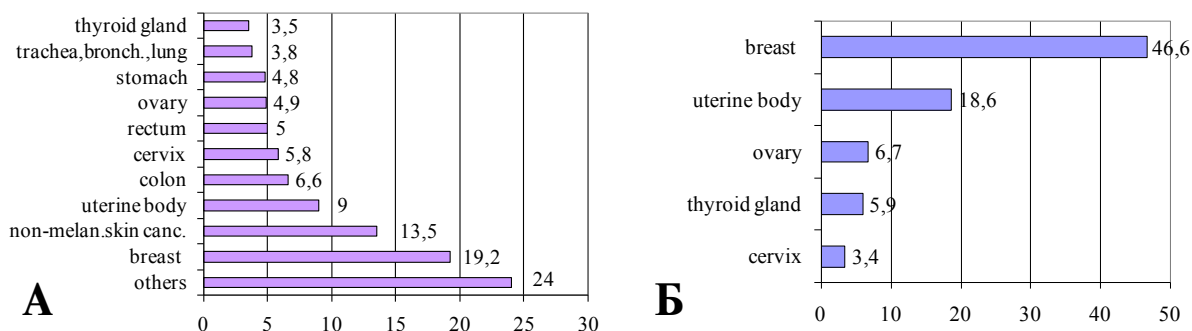 thyroid gland 3,5
trachea,bronch.,lung 3,8
stomach 4,8
ovary 4,9
rectum 5
cervix 5,8
colon 6,6
uterine body 9
non-melan.skin canc. 13,5
breast 19,2
others 24
0 5 10 15 20 25 30
А
breast 46,6
uterine body 18,6
ovary 6,7
thyroid gland 5,9
cervix 3,4
0 10 20 30 40 50
Б